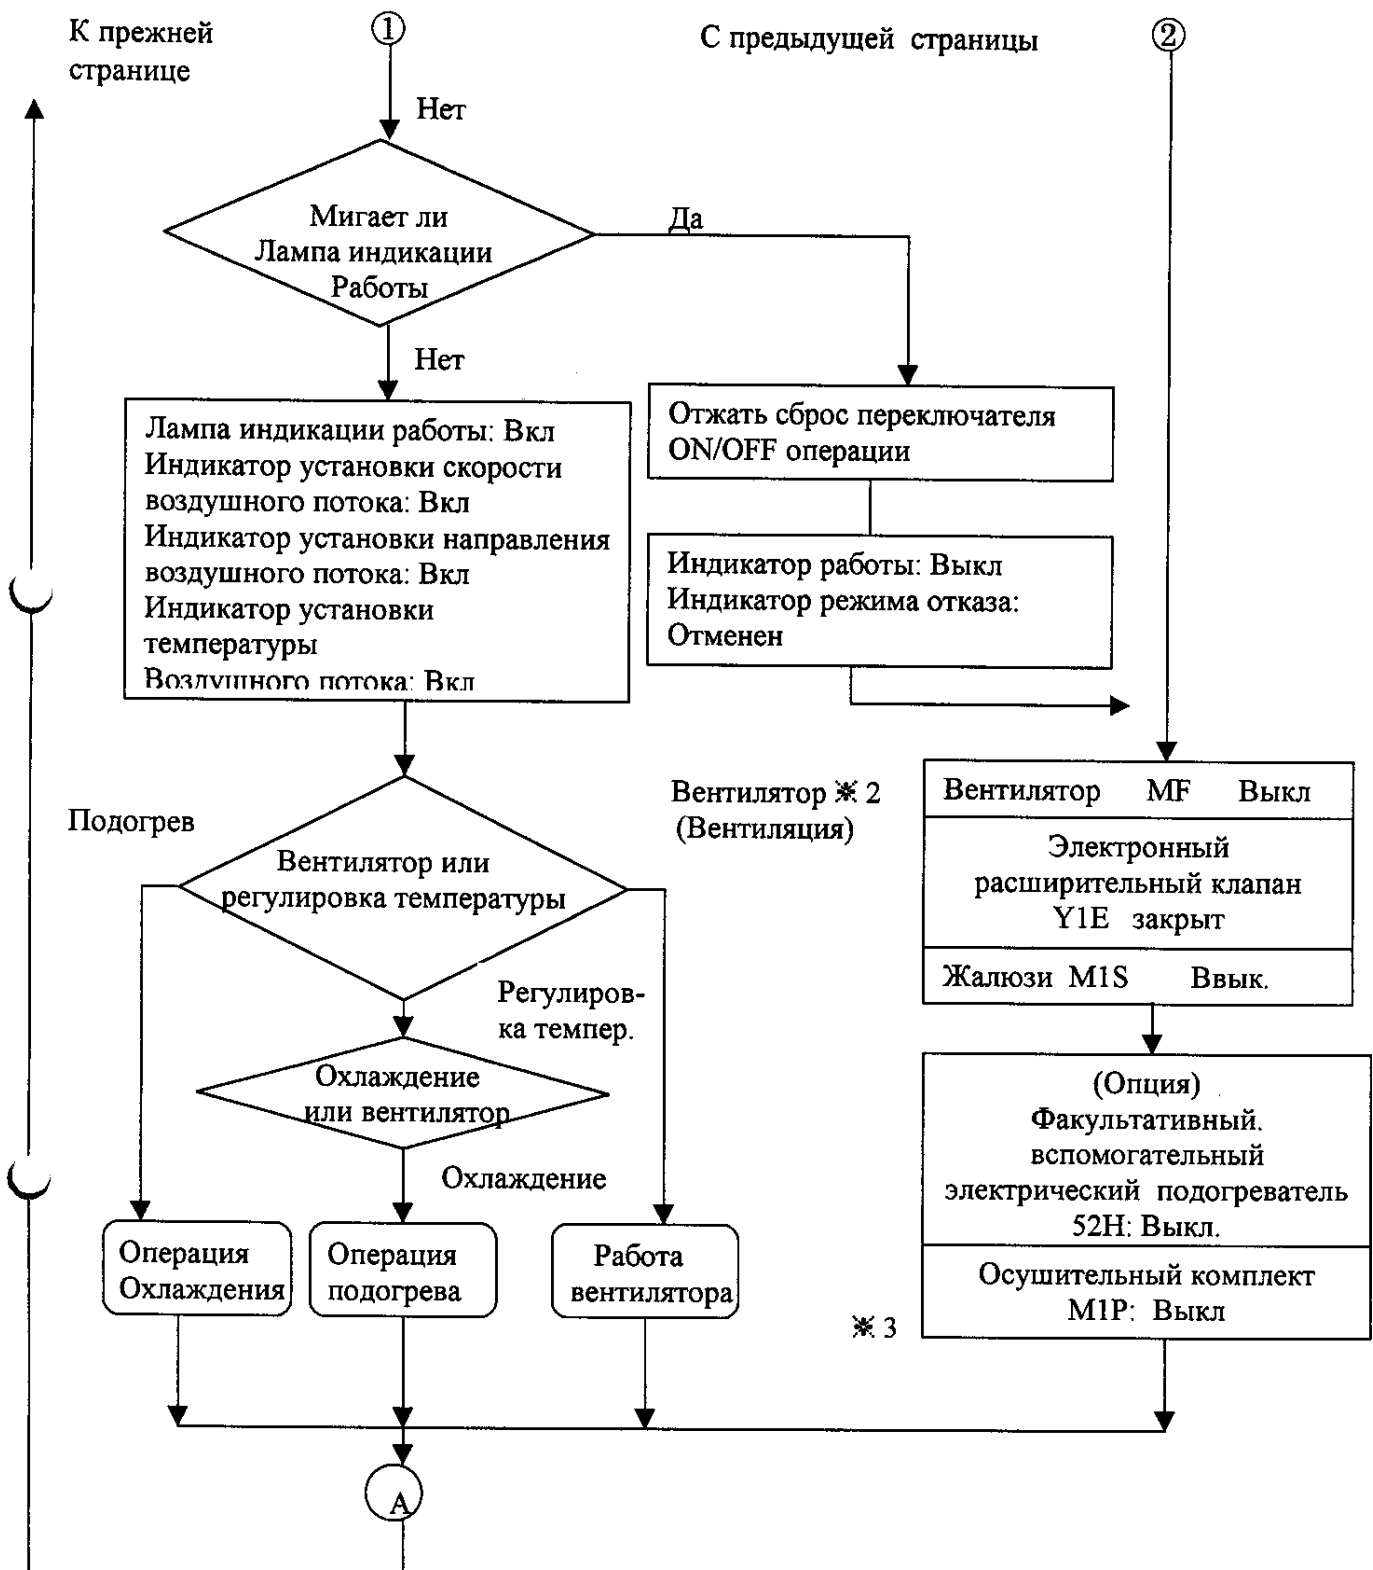 К прежней
странице
①
С предыдущей страницы
②
Нет
Мигает ли
Лампа индикации
Работы
Да
Нет
Лампа индикации работы: Вкл
Индикатор установки скорости
воздушного потока: Вкл
Индикатор установки направления
воздушного потока: Вкл
Индикатор установки
температуры
Воздушного потока: Вкл
Отжать сброс переключателя
ON/OFF операции
Индикатор работы: Выкл
Индикатор режима отказа:
Отменен
Подогрев
Вентилятор или
регулировка температуры
Вентилятор ※ 2
(Вентиляция)
Регулиров-
ка темпер.
Охлаждение
или вентилятор
Охлаждение
Операция
Охлаждения
Операция
подогрева
Работа
вентилятора
Вентилятор MF Выкл
Электронный
расширительный клапан
Y1E закрыт
Жалюзи M1S Ввык.
(Опция)
Факультативный.
вспомогательный
электрический подогреватель
52H: Выкл.
Осушительный комплект
M1P: Выкл
※ 3
A